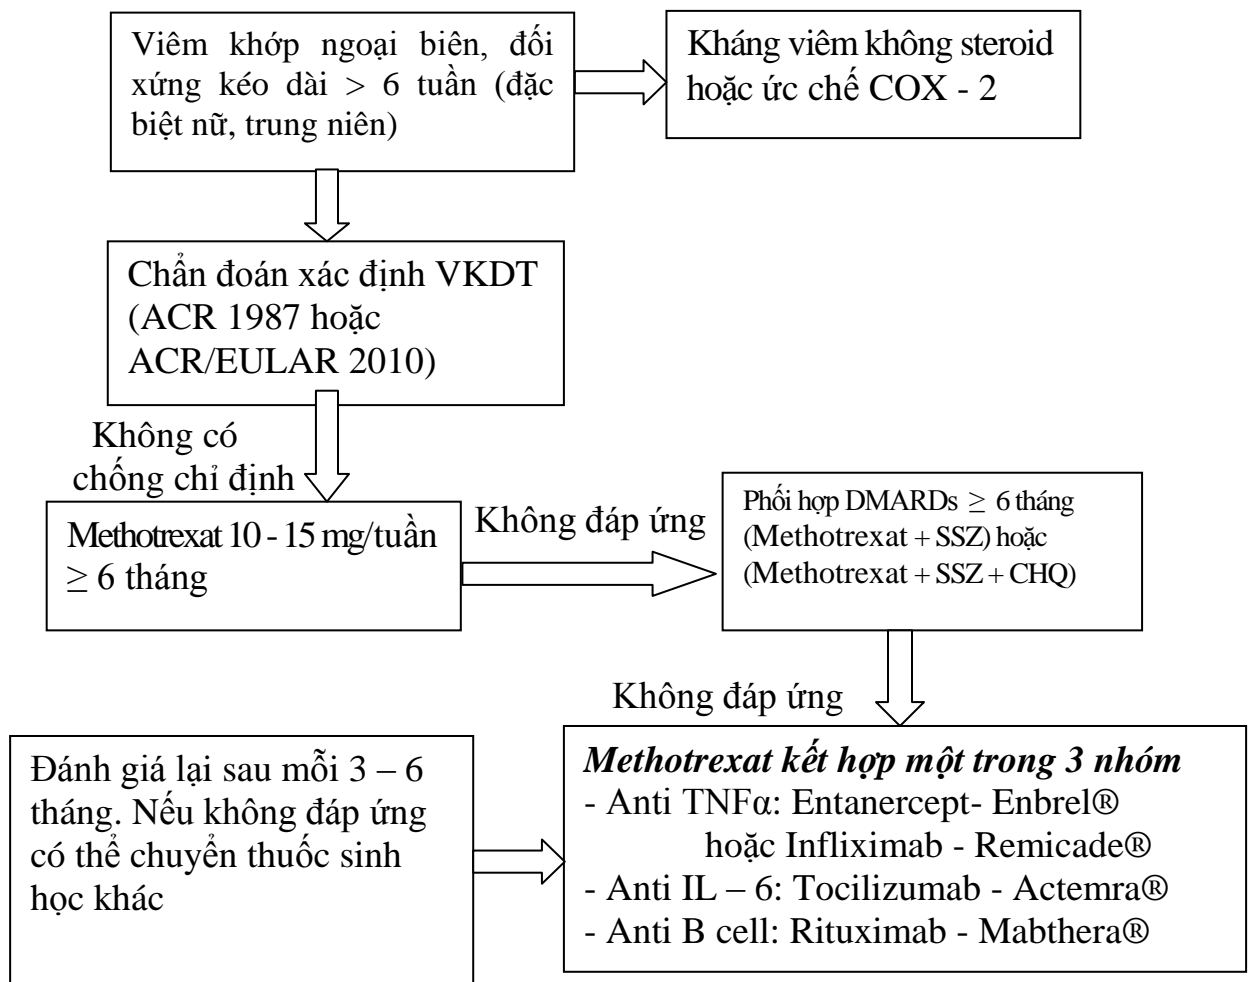 Viêm khớp ngoại biên, đối
xứng kéo dài > 6 tuần (đặc
biệt nữ, trung niên)
Kháng viêm không steroid
hoặc ức chế COX - 2
Chẩn đoán xác định VKDT
(ACR 1987 hoặc
ACR/EULAR 2010)
Không có
chống chỉ định
Methotrexat 10 - 15 mg/tuần
≥ 6 tháng
Không đáp ứng
Phối hợp DMARDs ≥ 6 tháng
(Methotrexat + SSZ) hoặc
(Methotrexat + SSZ + CHQ)
Không đáp ứng
Đánh giá lại sau mỗi 3 – 6
tháng. Nếu không đáp ứng
có thể chuyển thuốc sinh
học khác
Methotrexat kết hợp một trong 3 nhóm
- Anti TNFα: Entanercept- Enbrel®
hoặc Infliximab - Remicade®
- Anti IL – 6: Tocilizumab - Actemra®
- Anti B cell: Rituximab - Mabthera®